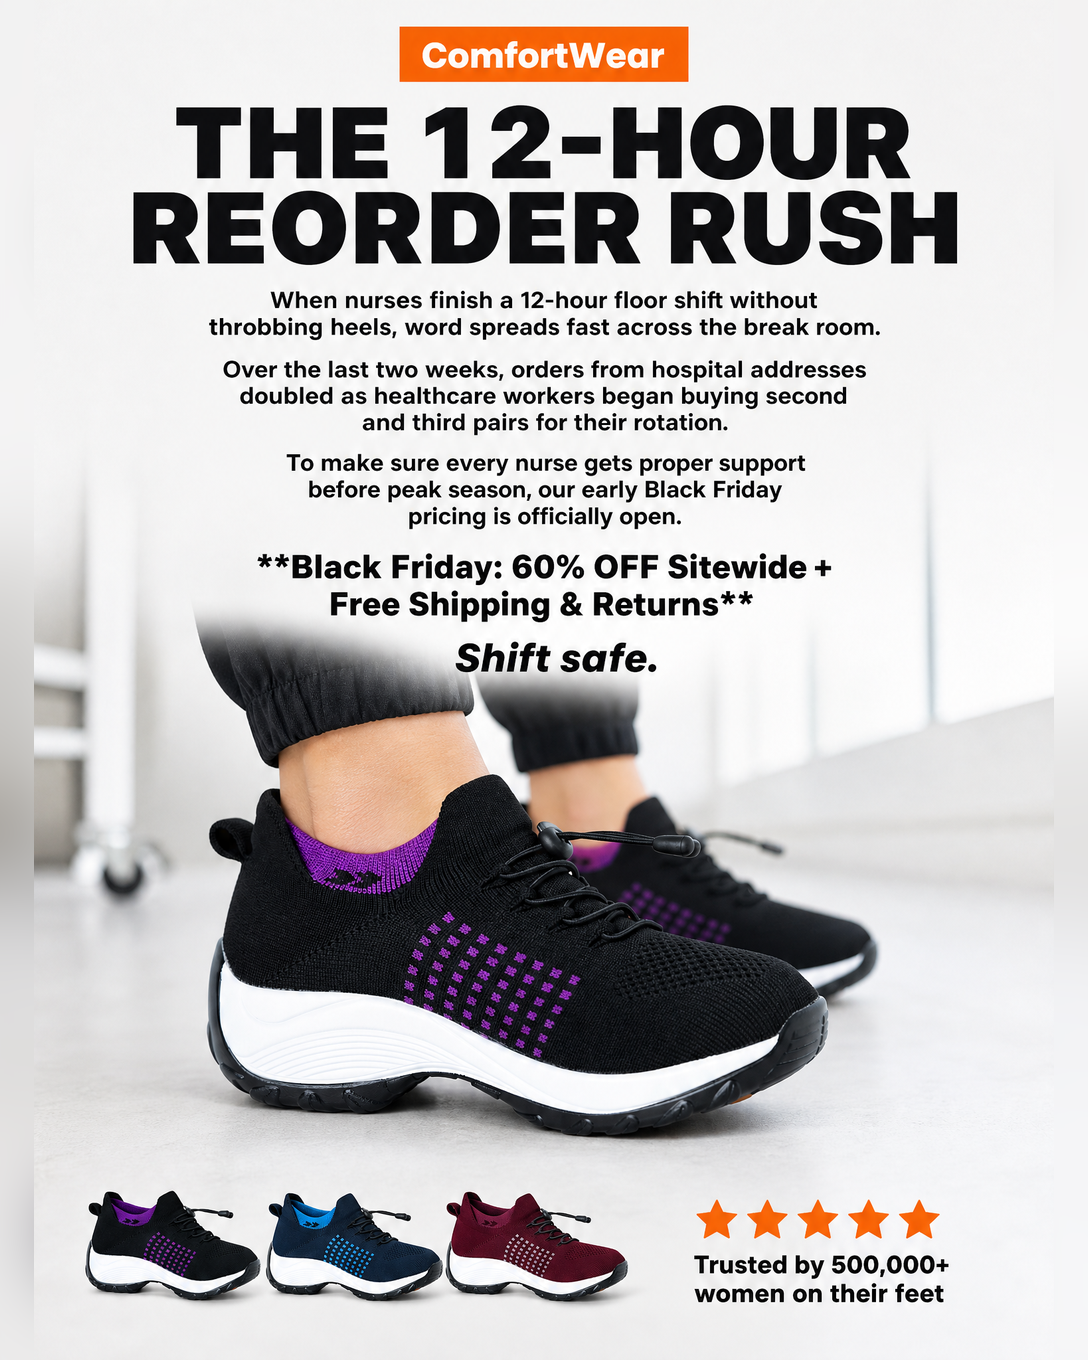 ComfortWear
THE 12-HOUR
REORDER RUSH
When nurses finish a 12-hour floor shift without
throbbing heels, word spreads fast across the break room.
Over the last two weeks, orders from hospital addresses
doubled as healthcare workers began buying second
and third pairs for their rotation.
To make sure every nurse gets proper support
before peak season, our early Black Friday
pricing is officially open.
**Black Friday: 60% OFF Sitewide +
Free Shipping & Returns**
Shift safe.
Trusted by 500,000+
women on their feet